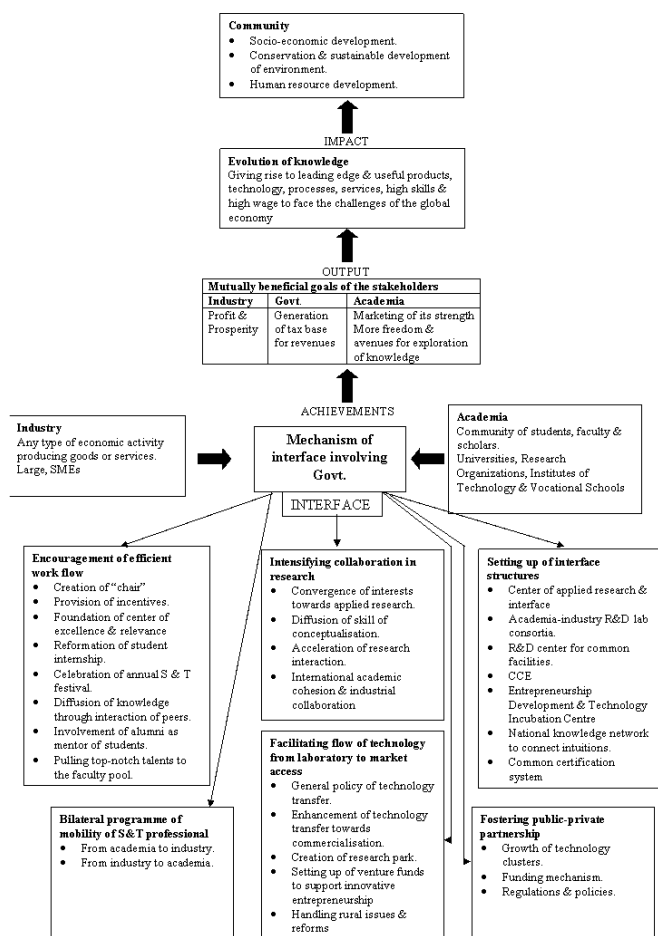 Community
• Socio-economic development.
• Conservation & sustainable development
of environment.
• Human resource development.
IMPACT
Evolution of knowledge
Giving rise to leading edge & useful products,
technology, processes, services, high skills &
high wage to face the challenges of the global
economy
OUTPUT
Mutually beneficial goals of the stakeholders
Industry Govt. Academia
Profit & Generation Marketing of its strength
Prosperity of tax base More freedom &
for revenues avenues for exploration
of knowledge
ACHIEVEMENTS
Industry
Any type of economic activity
producing goods or services.
Large, SMEs
Mechanism of
interface involving
Govt.
INTERFACE
Academia
Community of students, faculty &
scholars.
Universities, Research
Organizations, Institutes of
Technology & Vocational Schools
Encouragement of efficient
work flow
• Creation of “chair”
• Provision of incentives.
• Foundation of center of
excellence & relevance
• Reformation of student
internship.
• Celebration of annual S & T
festival.
• Diffusion of knowledge
through interaction of peers.
• Involvement of alumni as
mentor of students.
• Pulling top-notch talents to
the faculty pool.
Intensifying collaboration in
research
• Convergence of interests
towards applied research.
• Diffusion of skill of
conceptualisation.
• Acceleration of research
interaction.
• International academic
cohesion & industrial
collaboration
Setting up of interface
structures
• Center of applied research &
interface
• Academia-industry R&D lab
consortia.
• R&D center for common
facilities.
• CCE
• Entrepreneurship
Development & Technology
Incubation Centre
• National knowledge network
to connect intuitions.
• Common certification
system
Bilateral programme of
mobility of S&T professional
• From academia to industry.
• From industry to academia.
Facilitating flow of technology
from laboratory to market
access
• General policy of technology
transfer.
• Enhancement of technology
transfer towards
commercialisation.
• Creation of research park.
• Setting up of venture funds
to support innovative
entrepreneurship
• Handling rural issues &
reforms
Fostering public-private
partnership
• Growth of technology
clusters.
• Funding mechanism.
• Regulations & policies.